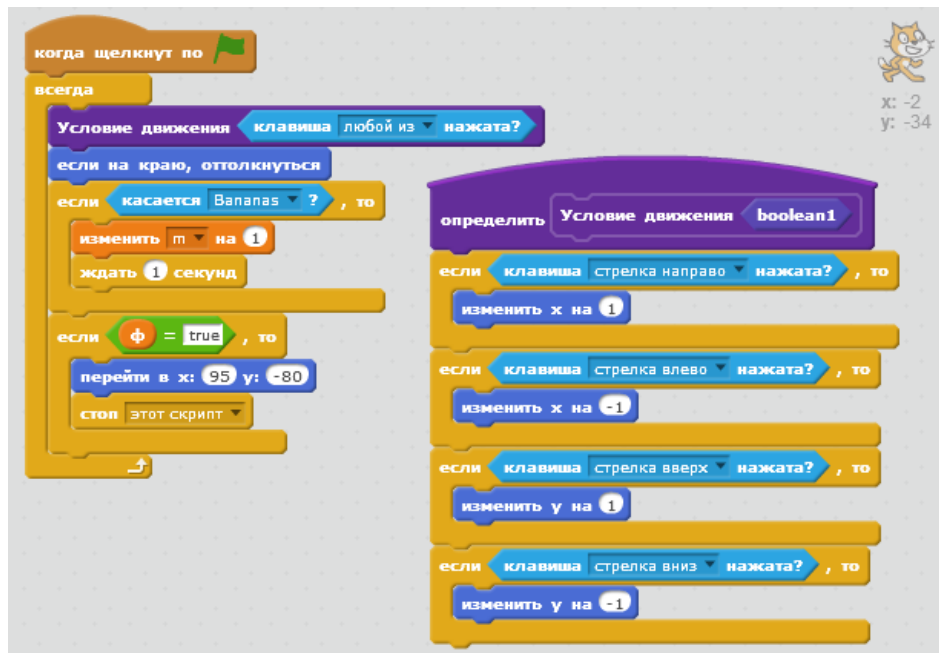 когда щелкнут по
всегда
Условие движения клавиша любой из нажата?
если на краю, оттолкнуться
если касается Bananas ? , то
изменить m на 1
ждать 1 секунд
если ф = true , то
перейти в x: 95 y: -80
стоп этот скрипт
x: -2
y: -34
определить Условие движения boolean1
если клавиша стрелка направо нажата? , то
изменить x на 1
если клавиша стрелка влево нажата? , то
изменить x на -1
если клавиша стрелка вверх нажата? , то
изменить y на 1
если клавиша стрелка вниз нажата? , то
изменить y на -1